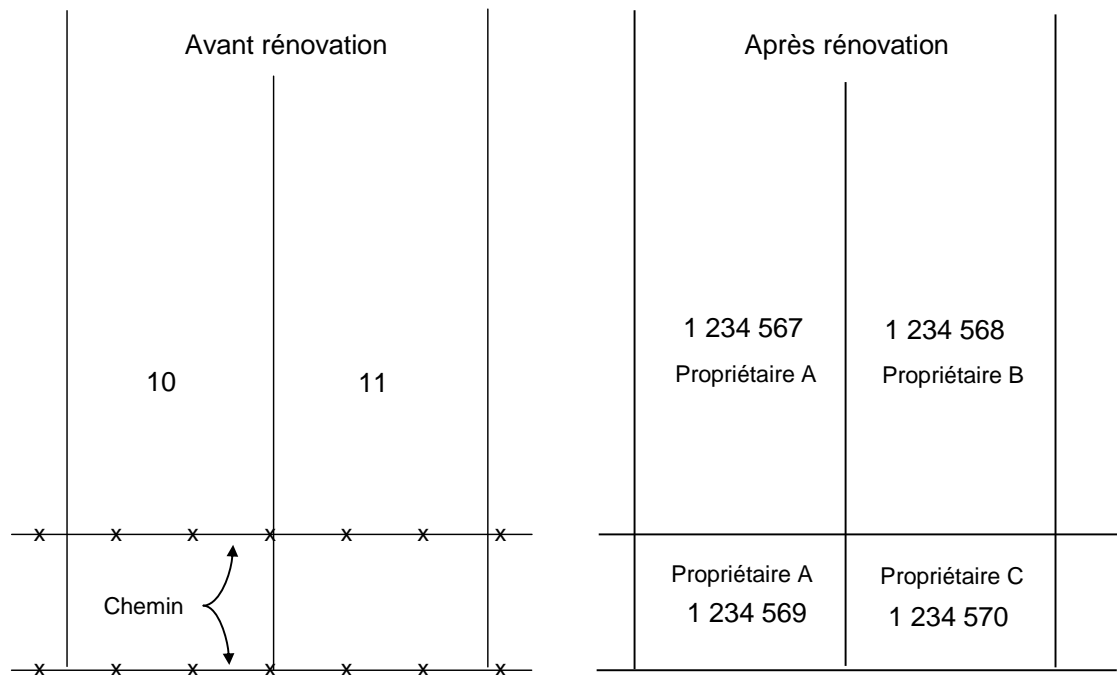 Avant rénovation
10
11
x x x x x x x
Chemin
x x x x x x x
Après rénovation
1 234 567
1 234 568
Propriétaire A
Propriétaire B
Propriétaire A
Propriétaire C
1 234 569
1 234 570